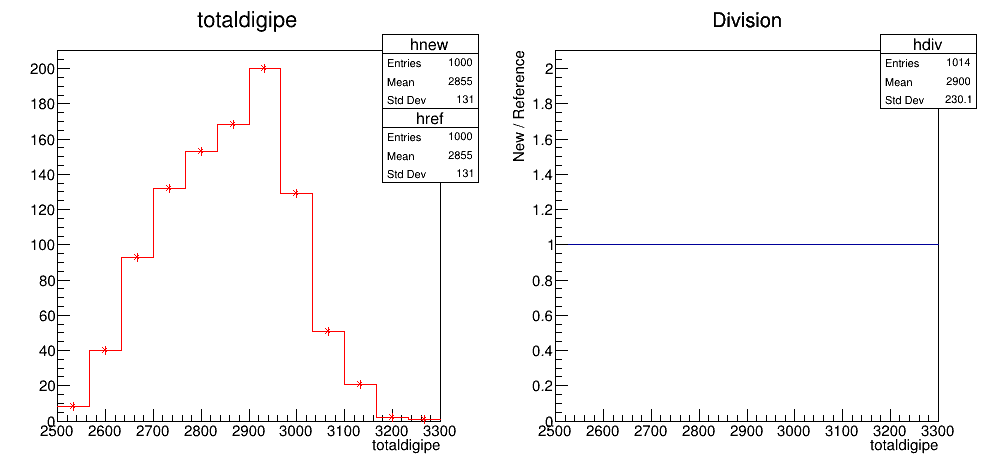 totaldigipe
hnew
Entries 1000
Mean 2855
Std Dev 131
href
Entries 1000
Mean 2855
Std Dev 131
200
180
160
140
120
100
80
60
40
20
0
2500 2600 2700 2800 2900 3000 3100 3200 3300
totaldigipe
Division
hdiv
Entries 1014
Mean 2900
Std Dev 230.1
New / Reference
2
1.8
1.6
1.4
1.2
1
0.8
0.6
0.4
0.2
0
2500 2600 2700 2800 2900 3000 3100 3200 3300
totaldigipe